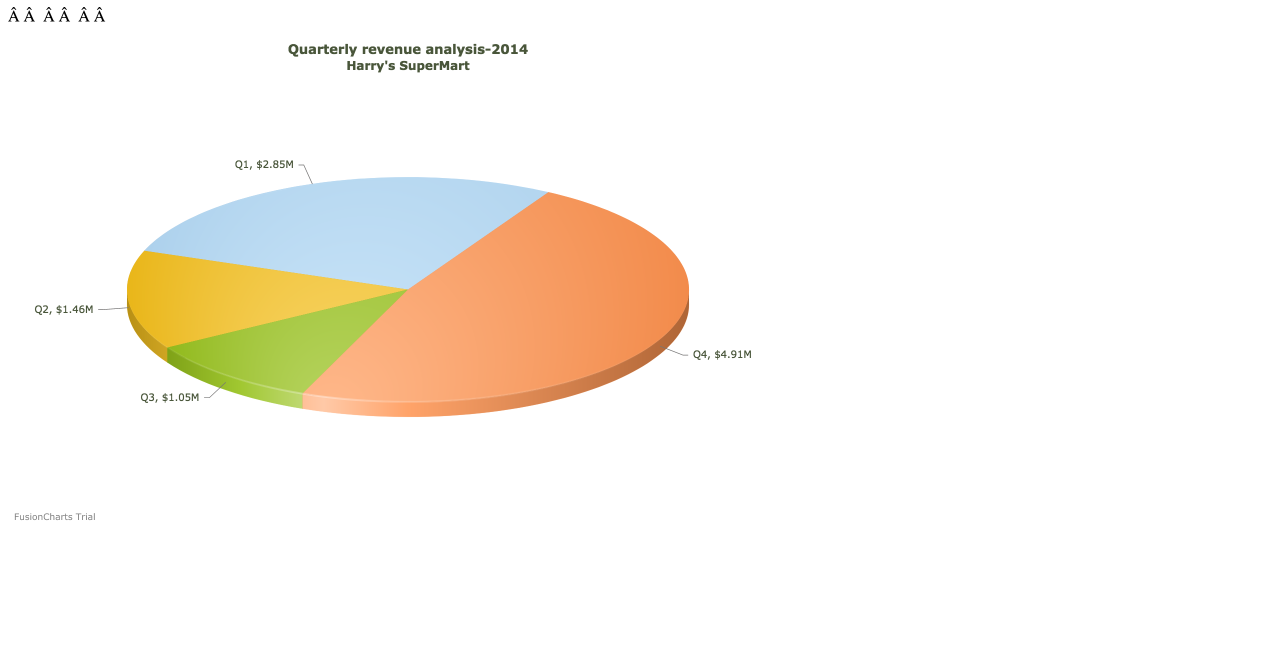 Â Â  Â Â  Â Â
Quarterly revenue analysis-2014
Harry's SuperMart
Q1, $2.85M
Q2, $1.46M
Q4, $4.91M
Q3, $1.05M
FusionCharts Trial